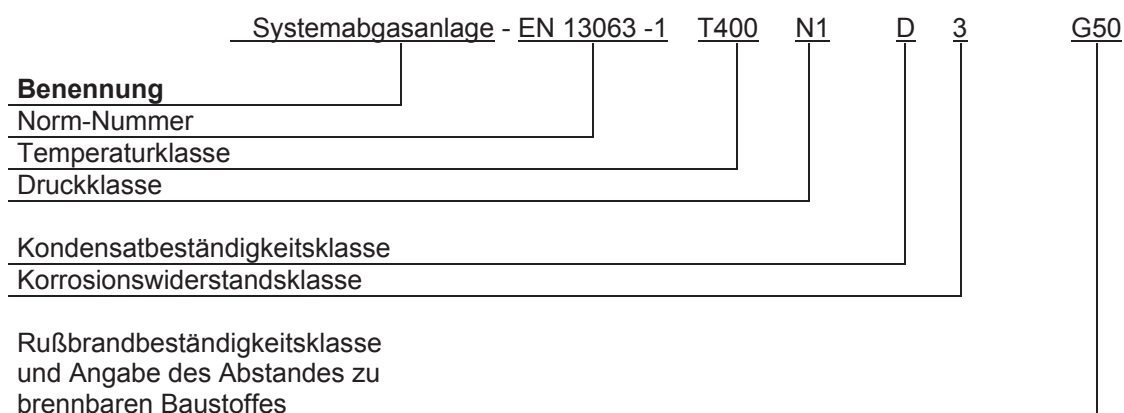 Systemabgasanlage - EN 13063 -1 T400 N1 D 3 G50
Benennung
Norm-Nummer
Temperaturklasse
Druckklasse
Kondensatbeständigkeitsklasse
Korrosionswiderstandsklasse
Rußbrandbeständigkeitsklasse
und Angabe des Abstandes zu
brennbaren Baustoffes